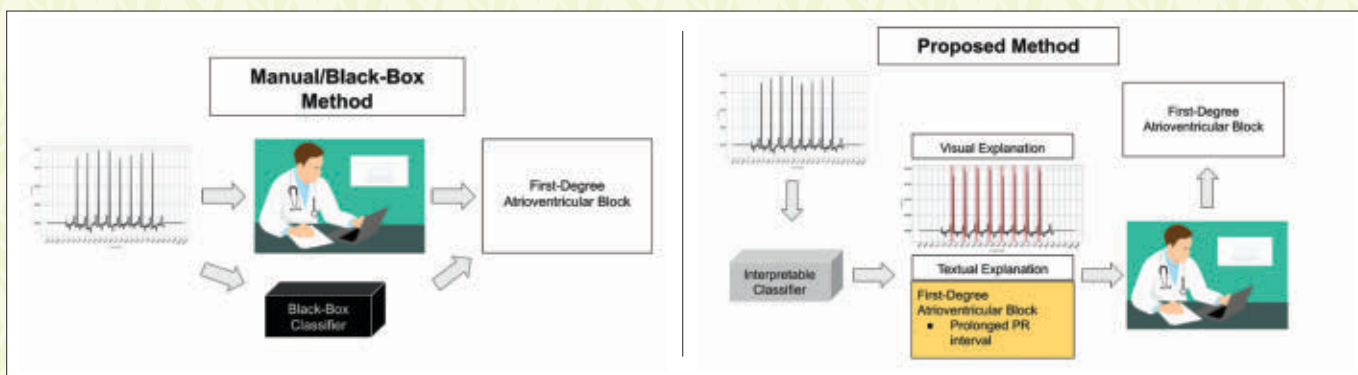 Manual/Black-Box
Method
First-Degree
Atrioventricular Block
Black-Box
Classifier
Proposed Method
Interpretable
Classifier
Visual Explanation
Textual Explanation
First-Degree
Atrioventricular Block
● Prolonged PR
interval
First-Degree
Atrioventricular Block